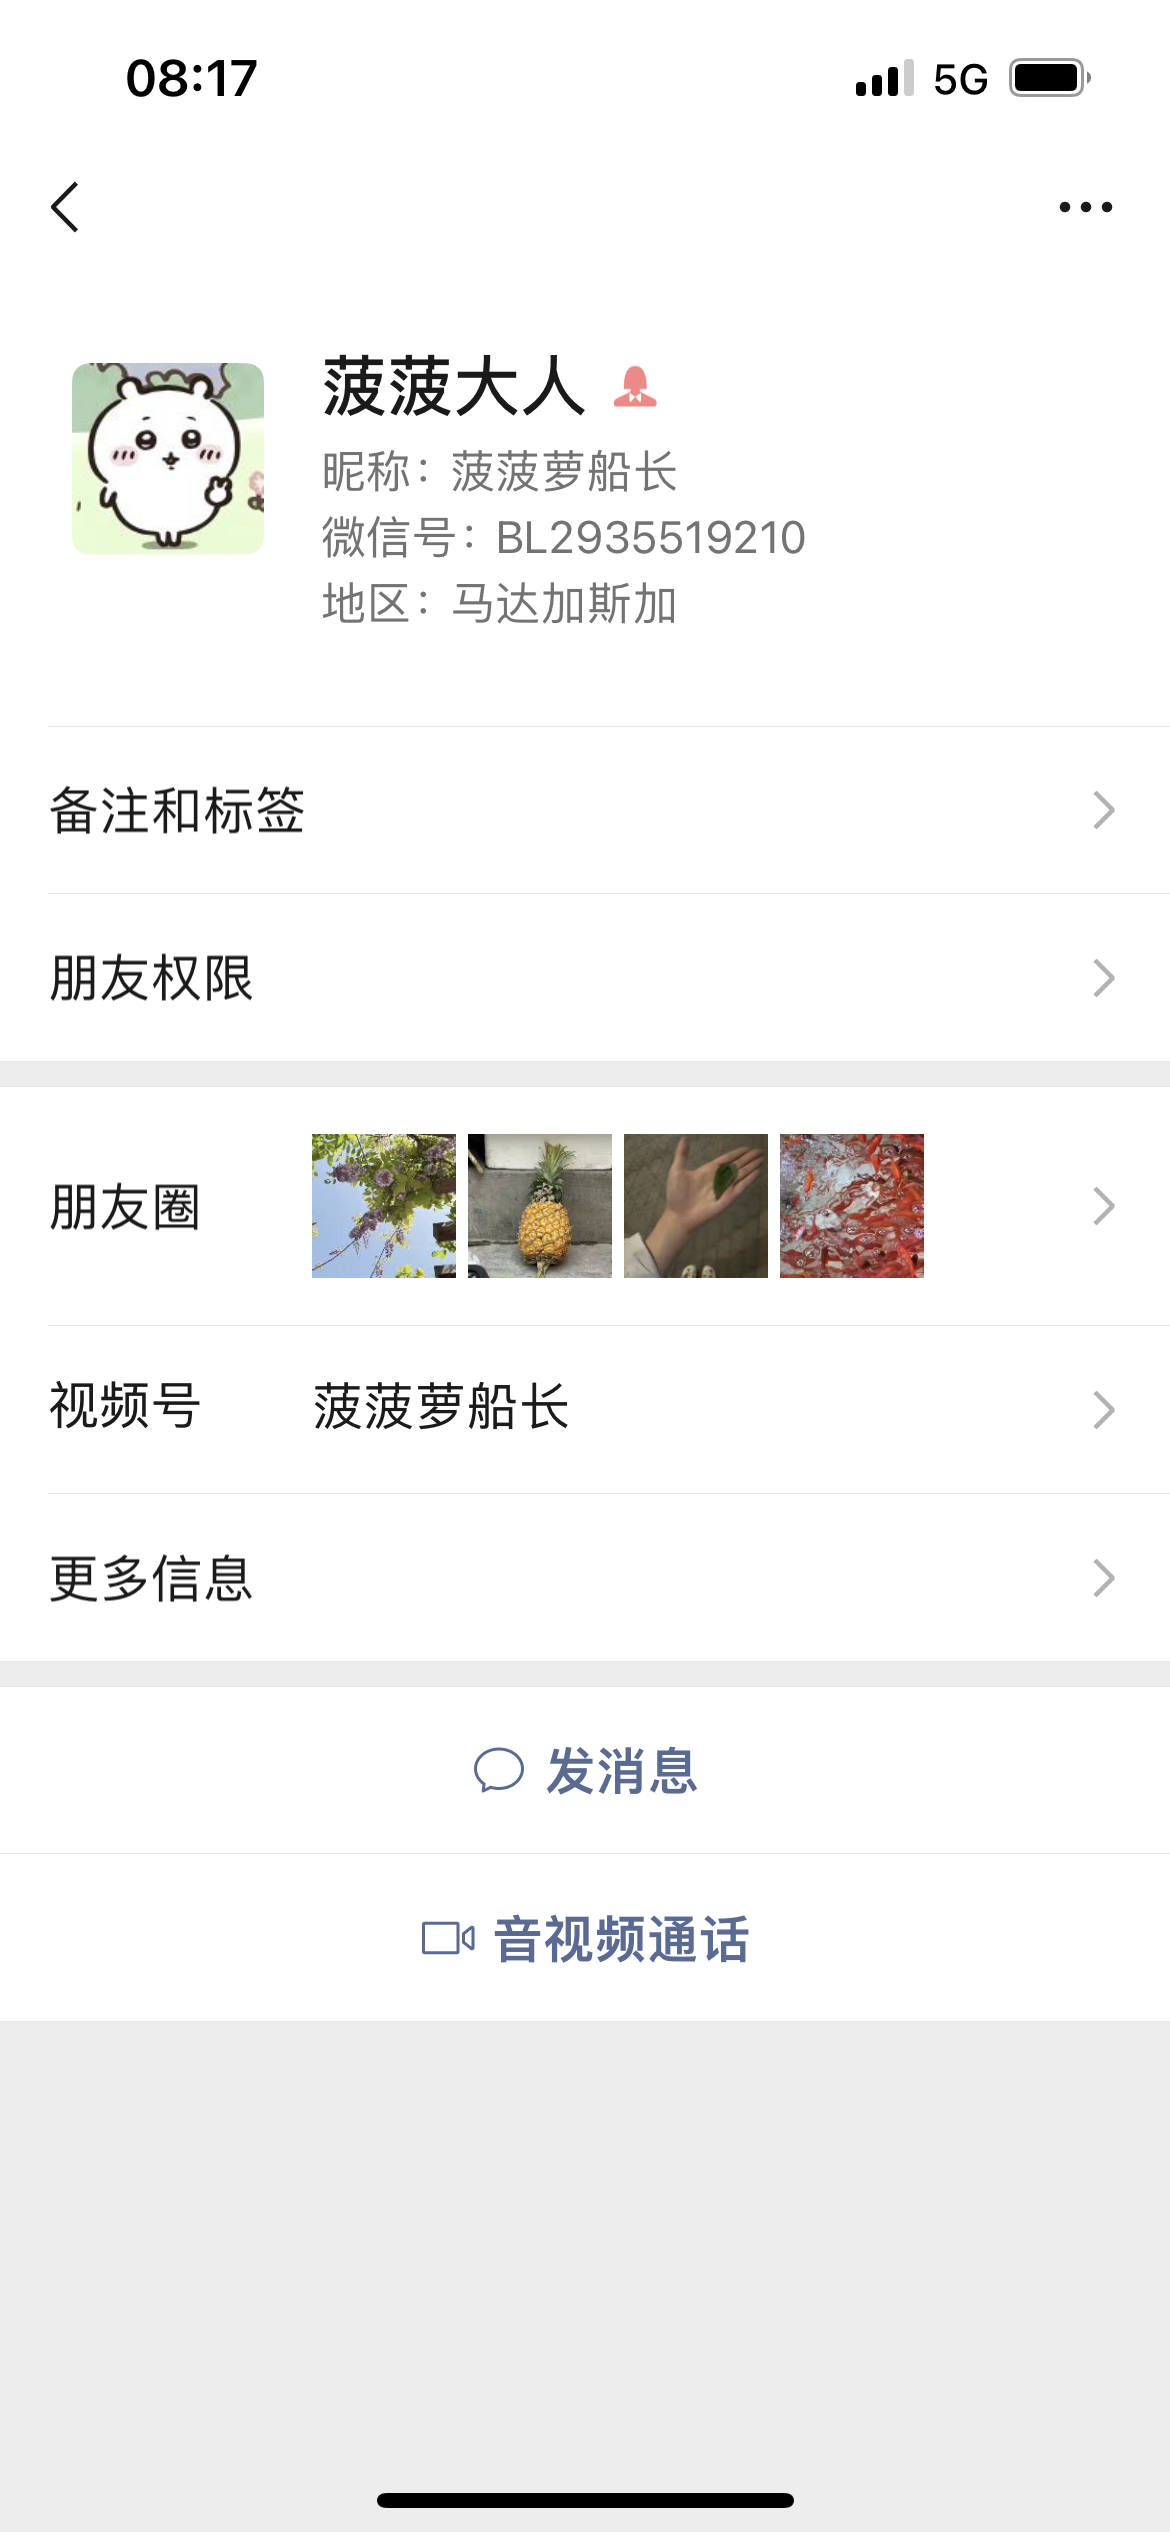 08:17
5G
菠菠大人
昵称：菠菠萝船长
微信号：BL2935519210
地区：马达加斯加
备注和标签
朋友权限
朋友圈
视频号 菠菠萝船长
更多信息
发消息
音视频通话